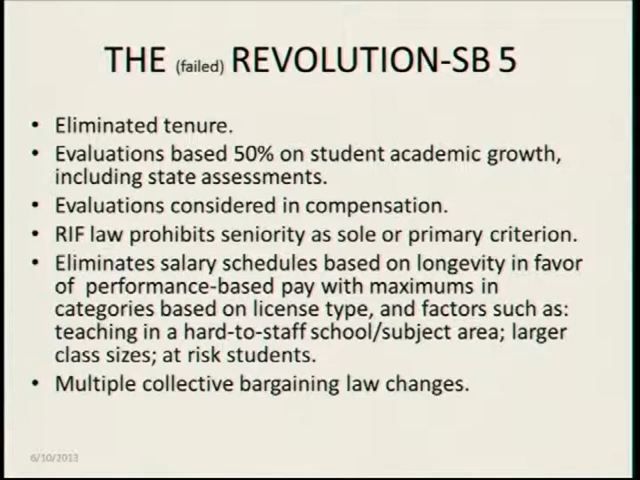 THE (failed) REVOLUTION-SB 5
• Eliminated tenure.
• Evaluations based 50% on student academic growth,
including state assessments.
• Evaluations considered in compensation.
• RIF law prohibits seniority as sole or primary criterion.
• Eliminates salary schedules based on longevity in favor
of performance-based pay with maximums in
categories based on license type, and factors such as:
teaching in a hard-to-staff school/subject area; larger
class sizes; at risk students.
• Multiple collective bargaining law changes.
6/10/2013